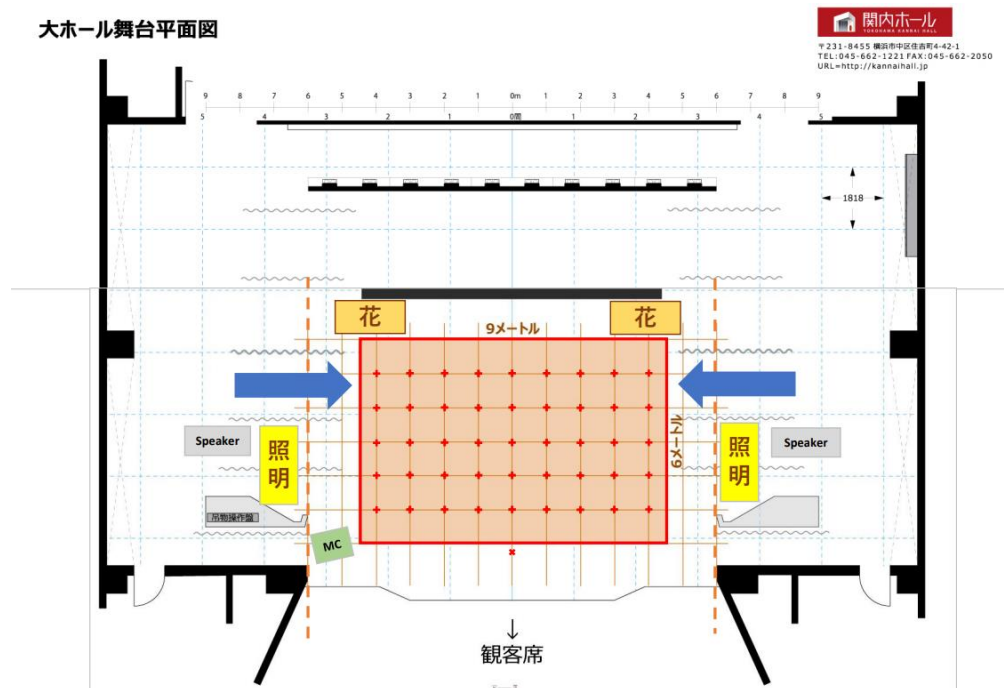 大ホール舞台平面図
関内ホール
YOKOHAMA KANNAI HALL
〒231-8455 横浜市中区住吉町4-42-1
TEL:045-662-1221 FAX:045-662-2050
URL=http://kannaihall.jp
9 8 7 6 5 4 3 2 1 0m 1 2 3 4 5 6 7 8 9
5 4 3 2 1 0間 1 2 3 4 5
1818
花 花
9メートル
9メートル
Speaker 照明 照明 Speaker
吊物操作盤
MC
↓
観客席